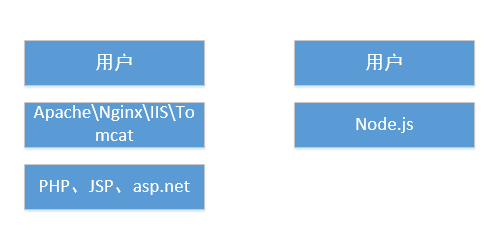 用户
Apache\Nginx\IIS\To
mcat
PHP、JSP、asp.net
用户
Node.js